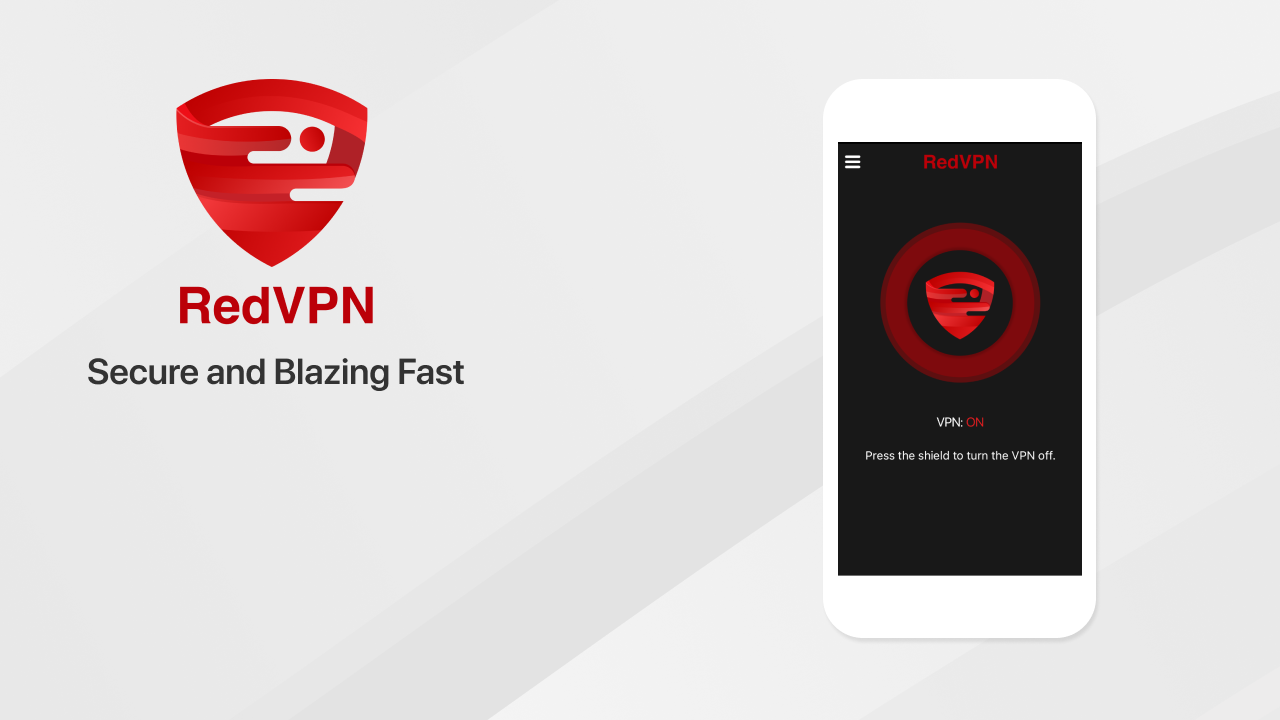 RedVPN
Secure and Blazing Fast
RedVPN
VPN: ON
Press the shield to turn the VPN off.